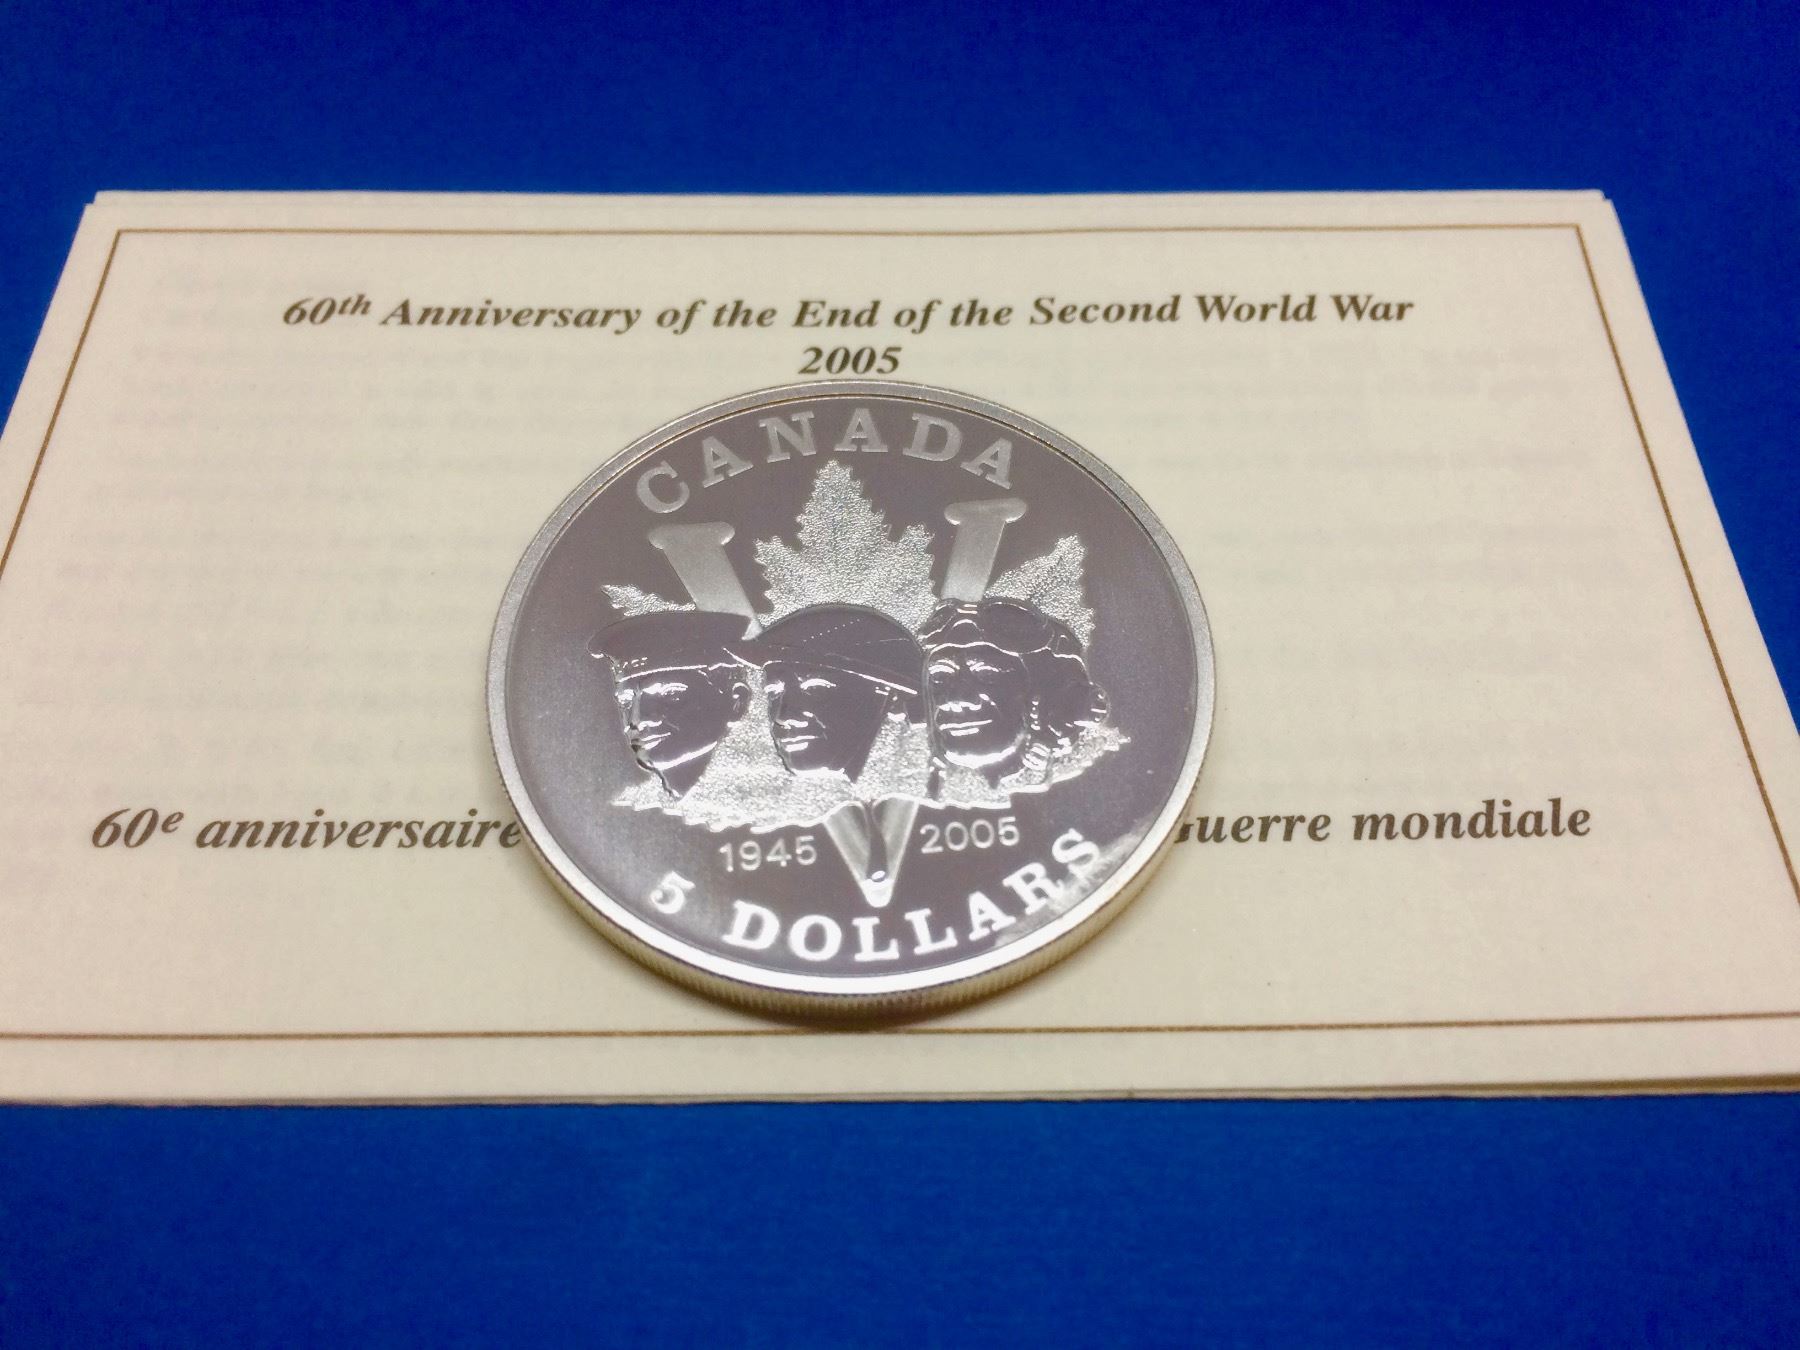 60th Anniversary of the End of the Second World War
2005
CANADA
60e anniversaire
uerre mondiale
1945 2005
5 DOLLARS